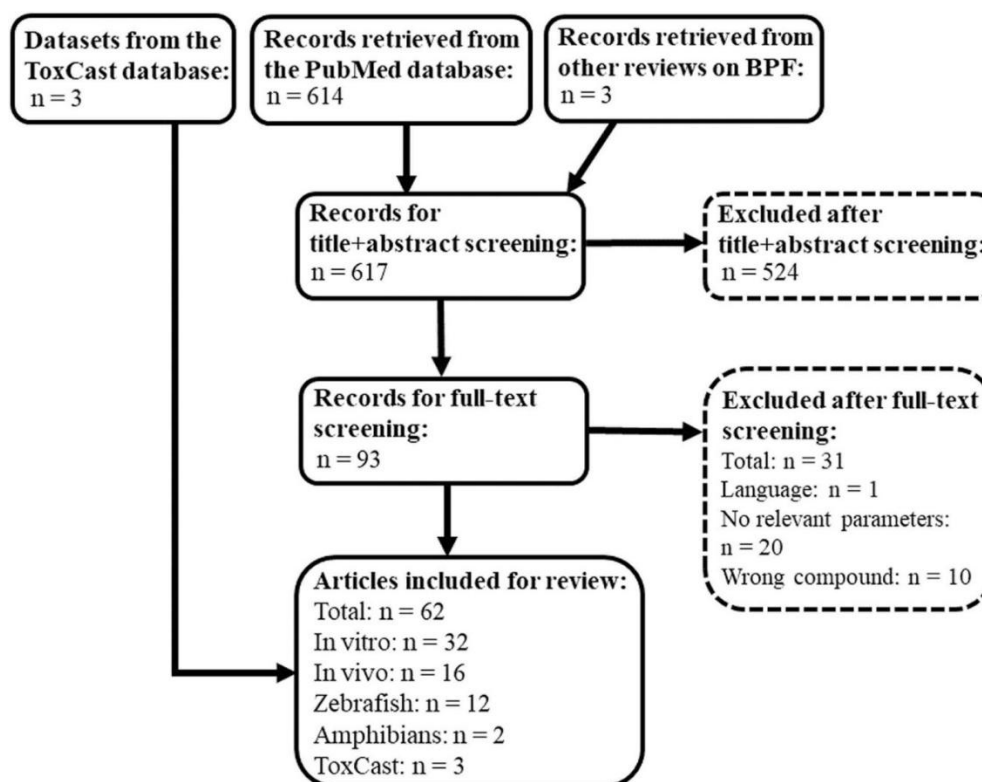 Datasets from the
ToxCast database:
n = 3
Records retrieved from
the PubMed database:
n = 614
Records retrieved from
other reviews on BPF:
n = 3
Records for
title+abstract screening:
n = 617
Excluded after
title+abstract screening:
n = 524
Records for full-text
screening:
n = 93
Excluded after full-text
screening:
Total: n = 31
Language: n = 1
No relevant parameters:
n = 20
Wrong compound: n = 10
Articles included for review:
Total: n = 62
In vitro: n = 32
In vivo: n = 16
Zebrafish: n = 12
Amphibians: n = 2
ToxCast: n = 3